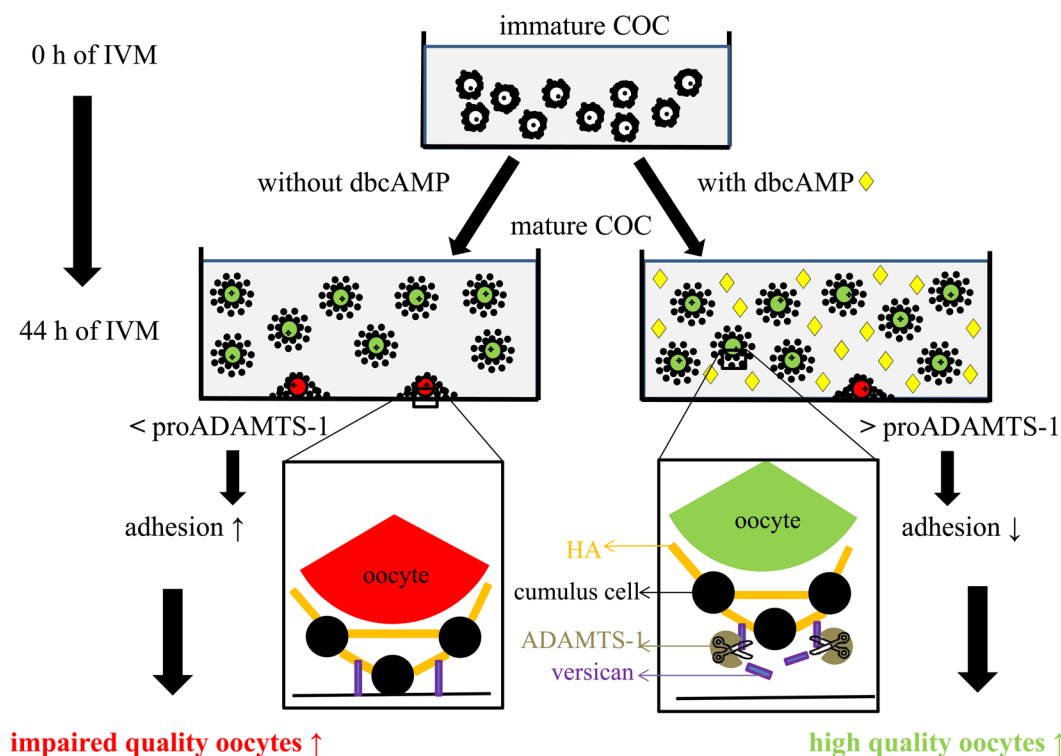 immature COC
0 h of IVM
without dbcAMP
with dbcAMP
mature COC
44 h of IVM
< proADAMTS-1
> proADAMTS-1
adhesion ↑
adhesion ↓
oocyte
oocyte
HA
cumulus cell
ADAMTS-1
versican
impaired quality oocytes ↑
high quality oocytes ↑